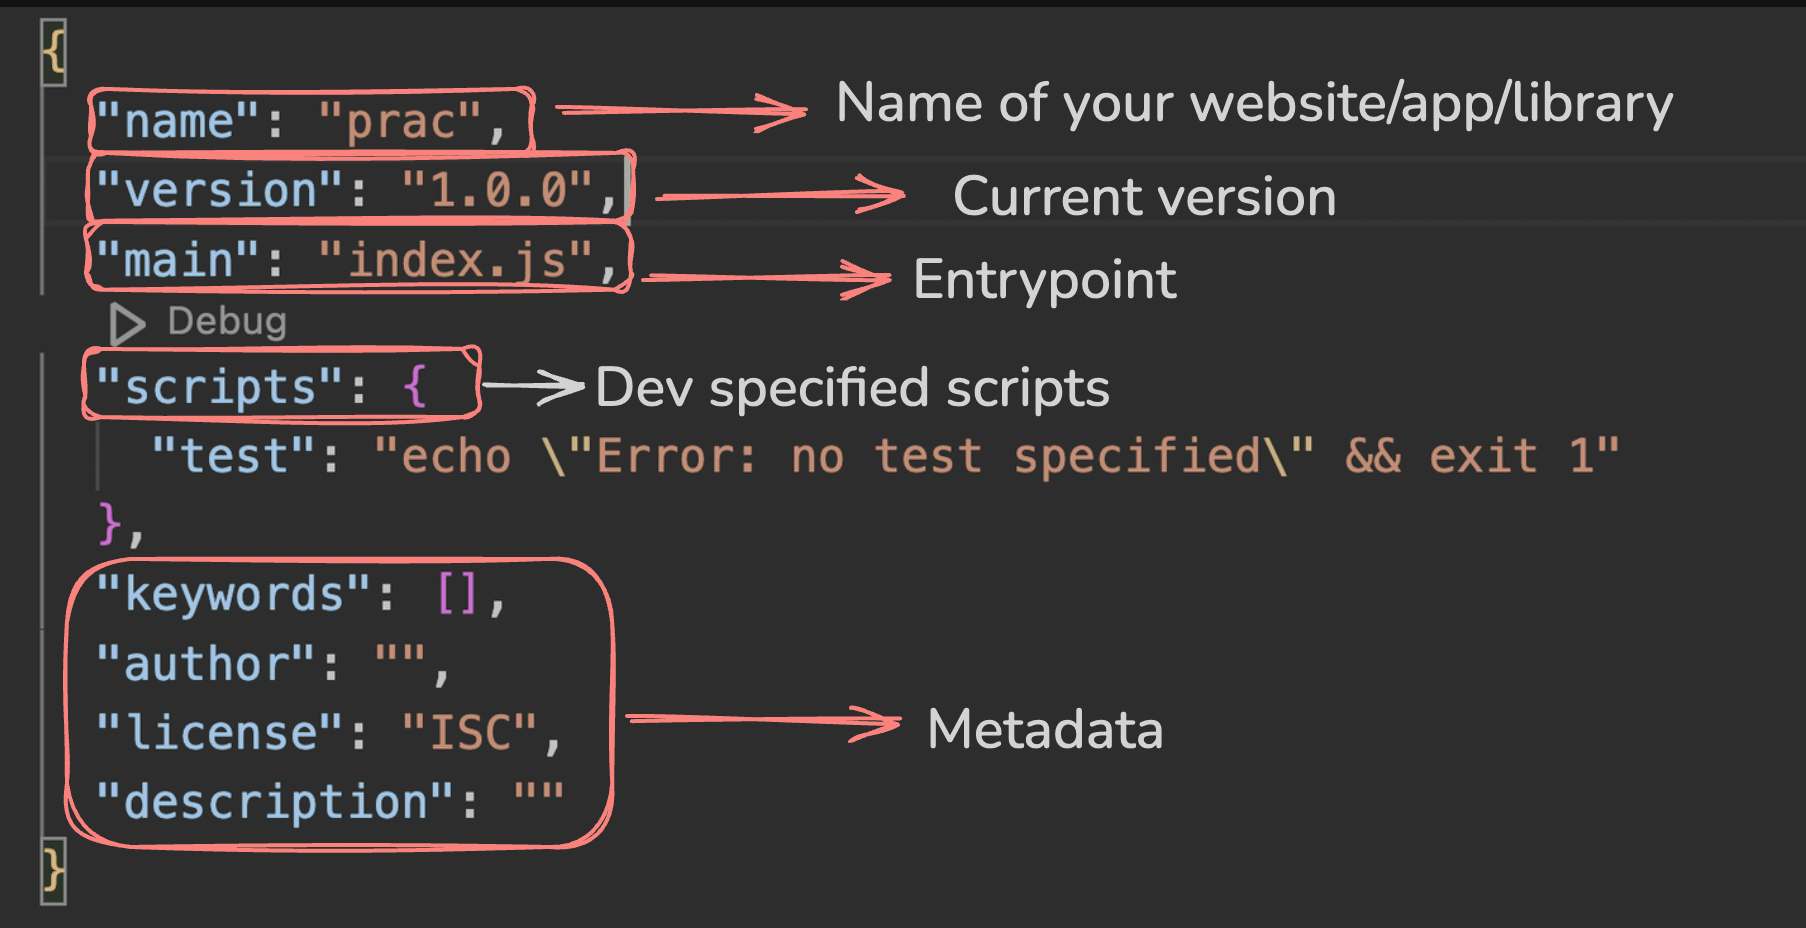 {
"name": "prac", Name of your website/app/library
"version": "1.0.0", Current version
"main": "index.js", Entrypoint
Debug
"scripts": { Dev specified scripts
"test": "echo \"Error: no test specified\" && exit 1"
},
"keywords": [],
"author": "",
"license": "ISC", Metadata
"description": ""
}